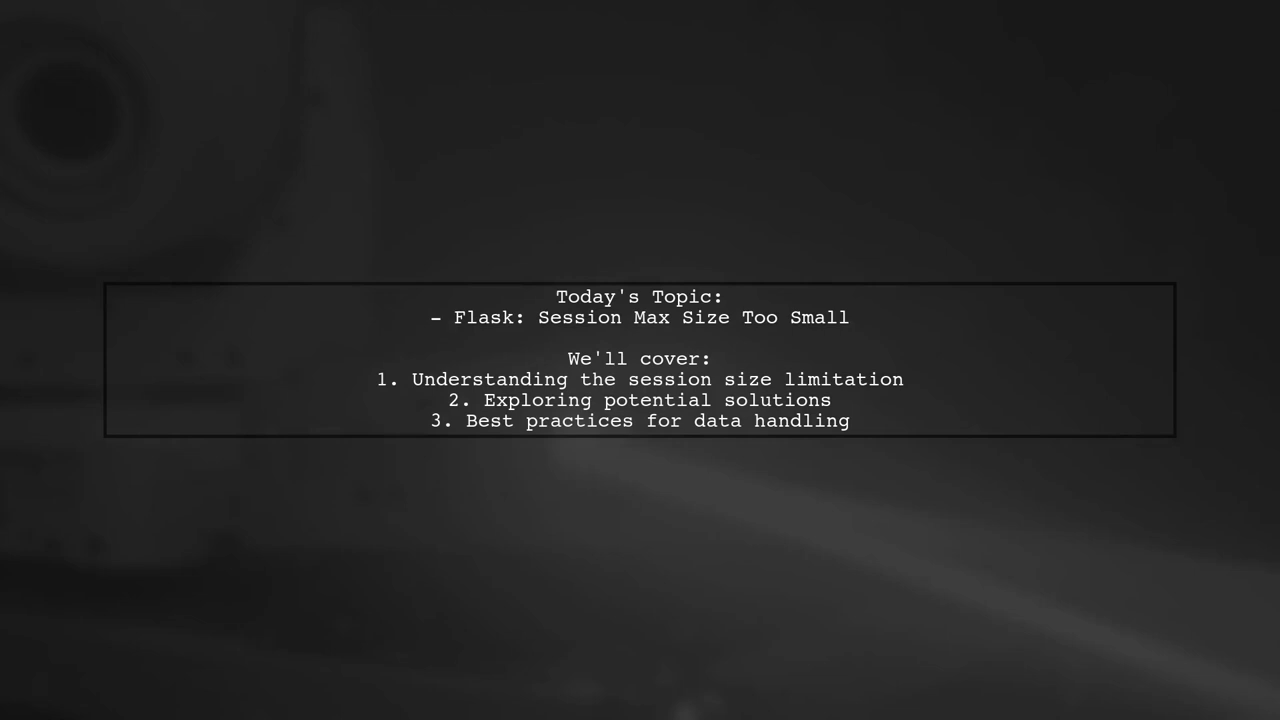 Today's Topic:
- Flask: Session Max Size Too Small
We'll cover:
1. Understanding the session size limitation
2. Exploring potential solutions
3. Best practices for data handling